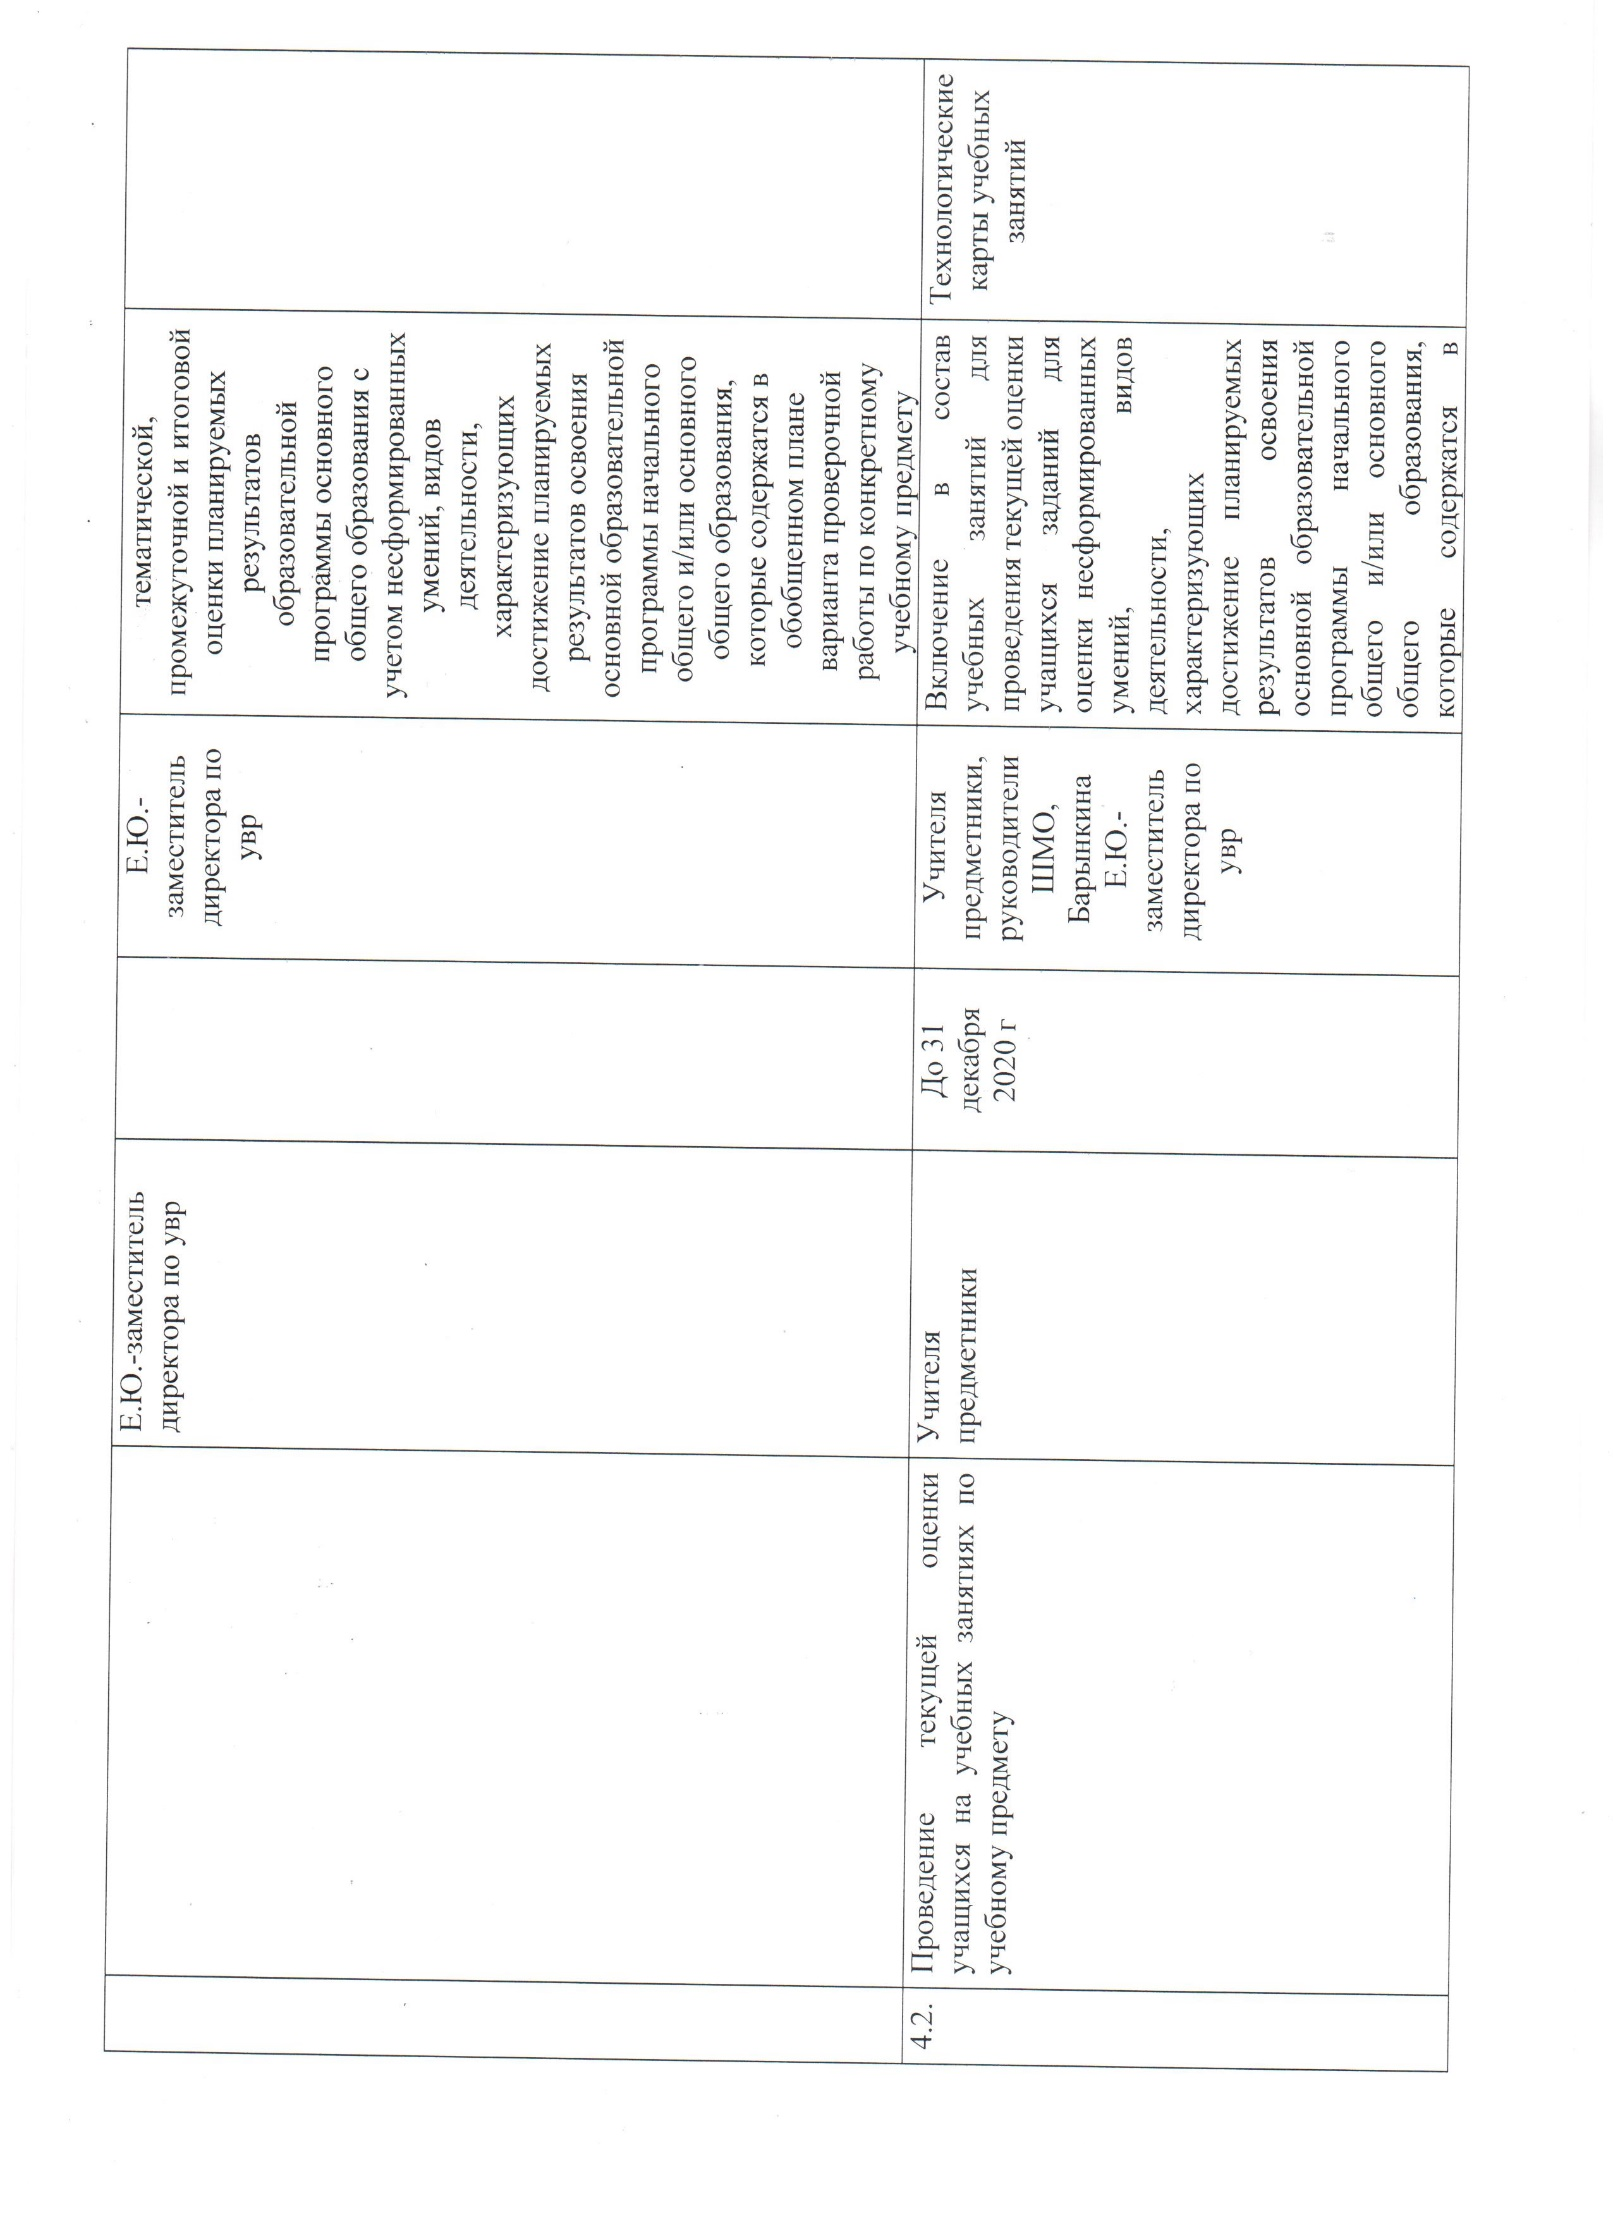 Е.Ю.-заместитель
директора по увр
Е.Ю.-
заместитель
директора по
увр
тематической,
промежуточной и итоговой
оценки планируемых
результатов
образовательной
программы основного
общего образования с
учетом несформированных
умений, видов
деятельности,
характеризующих
достижение планируемых
результатов освоения
основной образовательной
программы начального
общего и/или основного
общего образования,
которые содержатся в
обобщенном плане
варианта проверочной
работы по конкретному
учебному предмету
4.2.
Проведение текущей оценки
учащихся на учебных занятиях по
учебному предмету
Учителя
предметники
До 31
декабря
2020 г
Учителя
предметники,
руководители
ШМО,
Барынкина
Е.Ю.-
заместитель
директора по
увр
Включение в состав
учебных занятий для
проведения текущей оценки
учащихся заданий для
оценки несформированных
умений, видов
деятельности,
характеризующих
достижение планируемых
результатов освоения
основной образовательной
программы начального
общего и/или основного
общего образования,
которые содержатся в
Технологические
карты учебных
занятий